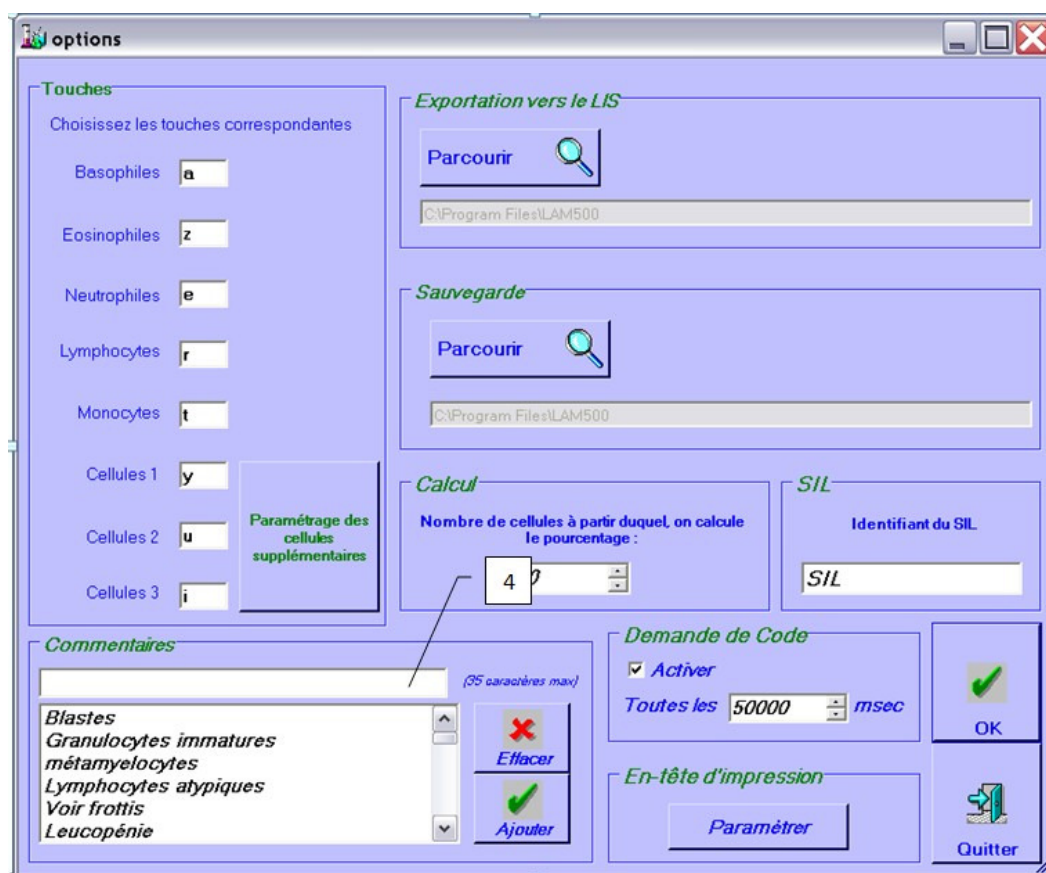 options
Touches
Choisissez les touches correspondantes
Basophiles a
Eosinophiles z
Neutrophiles e
Lymphocytes r
Monocytes t
Cellules 1 y
Cellules 2 u
Cellules 3 i
Paramétrage des
cellules
supplémentaires
Exportation vers le LIS
Parcourir
C:\Program Files\LAM500
Sauvegarde
Parcourir
C:\Program Files\LAM500
Calcul
Nombre de cellules à partir duquel, on calcule
le pourcentage :
4
SIL
Identifiant du SIL
SIL
Commentaires
(35 caractères max)
Blastes
Granulocytes immatures
métamyelocytes
Lymphocytes atypiques
Voir frottis
Leucopénie
Effacer
Ajouter
Demande de Code
Activer
Toutes les 50000 msec
En-tête d'impression
Paramétrer
OK
Quitter